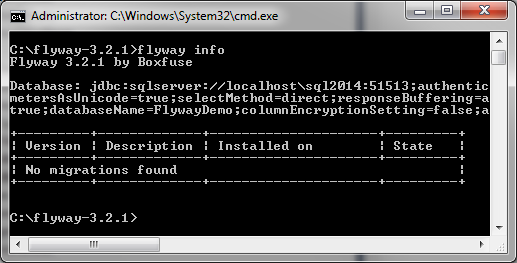 Administrator: C:\Windows\System32\cmd.exe
C:\flyway-3.2.1>flyway info
Flyway 3.2.1 by Boxfuse
Database: jdbc:sqlserver://localhost\sql2014:51513;authentic
metersAsUnicode=true;selectMethod=direct;responseBuffering=a
true;databaseName=FlywayDemo;columnEncryptionSetting=false;a
+---------+-------------+---------------------+---------+
| Version | Description | Installed on        | State   |
+---------+-------------+---------------------+---------+
| No migrations found                                   |
+---------+-------------+---------------------+---------+
C:\flyway-3.2.1>